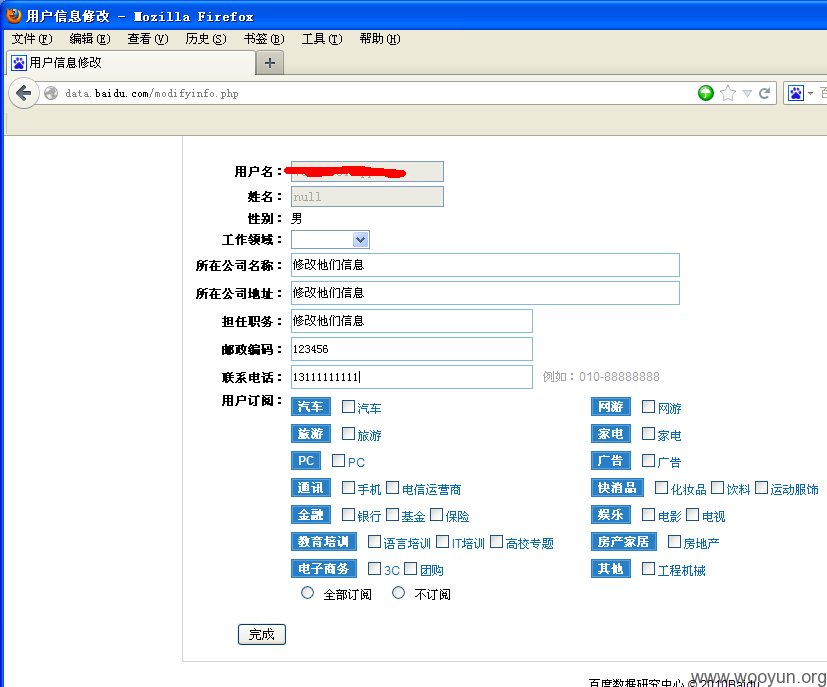 用户信息修改 - Mozilla Firefox
文件(F) 编辑(E) 查看(V) 历史(S) 书签(B) 工具(T) 帮助(H)
用户信息修改 +
data.baidu.com/modifyinfo.php
用户名：
姓名： null
性别： 男
工作领域：
所在公司名称： 修改他们信息
所在公司地址： 修改他们信息
担任职务： 修改他们信息
邮政编码： 123456
联系电话： 13111111111 例如：010-88888888
用户订阅： 汽车 汽车 网游 网游
旅游 旅游 家电 家电
PC PC 广告 广告
通讯 手机 电信运营商 快消品 化妆品 饮料 运动服饰
金融 银行 基金 保险 娱乐 电影 电视
教育培训 语言培训 IT培训 高校专题 房产家居 房地产
电子商务 3C 团购 其他 工程机械
全部订阅 不订阅
完成
百度数据研究中心 ©2010Baidu
www.wooyun.org